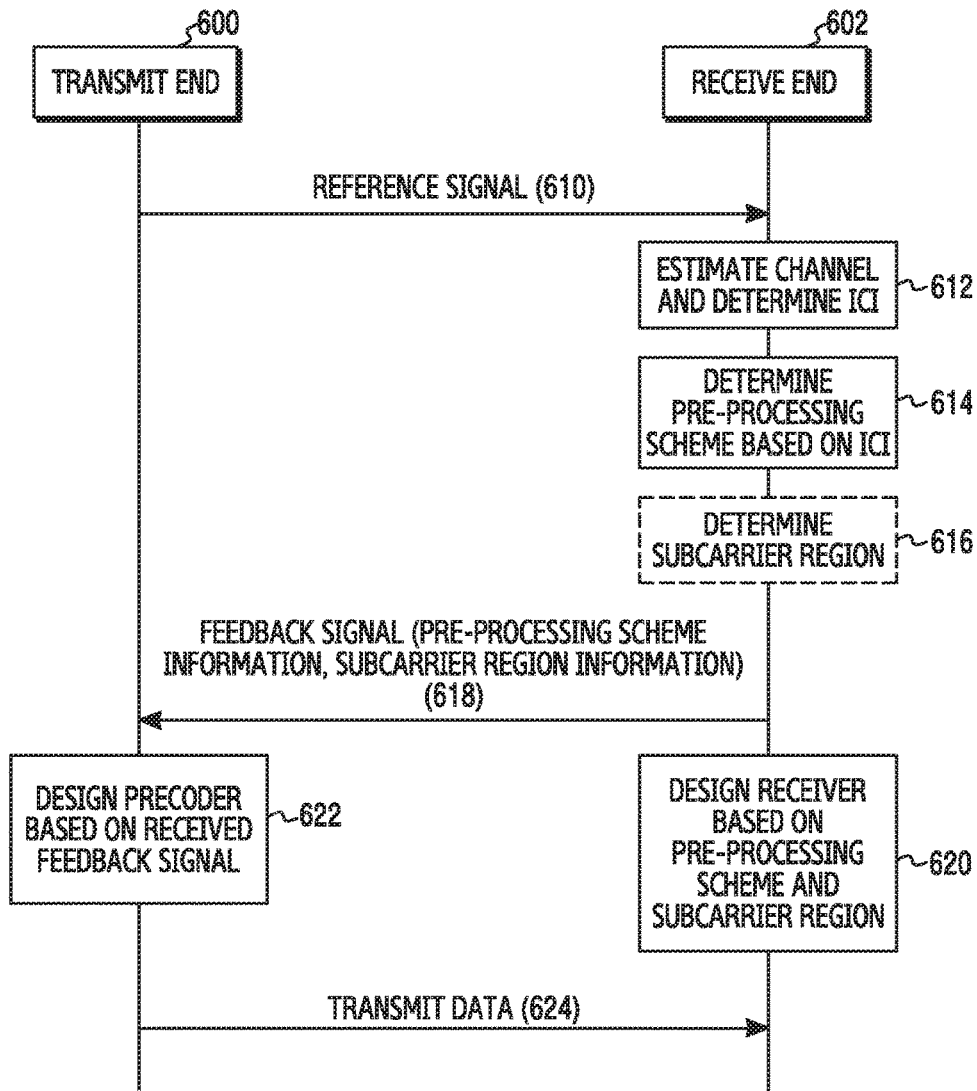 600
602
TRANSMIT END
RECEIVE END
REFERENCE SIGNAL (610)
ESTIMATE CHANNEL
AND DETERMINE ICI
612
DETERMINE
PRE-PROCESSING
SCHEME BASED ON ICI
614
DETERMINE
SUBCARRIER REGION
616
FEEDBACK SIGNAL (PRE-PROCESSING SCHEME
INFORMATION, SUBCARRIER REGION INFORMATION)
(618)
DESIGN PRECODER
BASED ON RECEIVED
FEEDBACK SIGNAL
622
DESIGN RECEIVER
BASED ON
PRE-PROCESSING
SCHEME AND
SUBCARRIER REGION
620
TRANSMIT DATA (624)